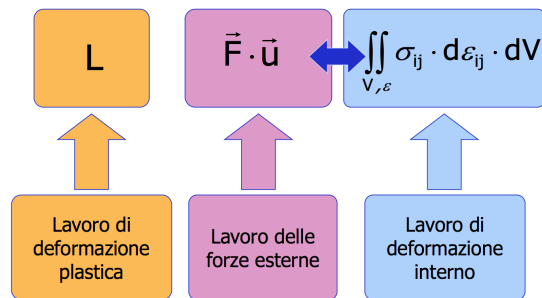 L
F⃗ · u⃗
∬ σij · dεij · dV
V,ε
Lavoro di
deformazione
plastica
Lavoro delle
forze esterne
Lavoro di
deformazione
interno